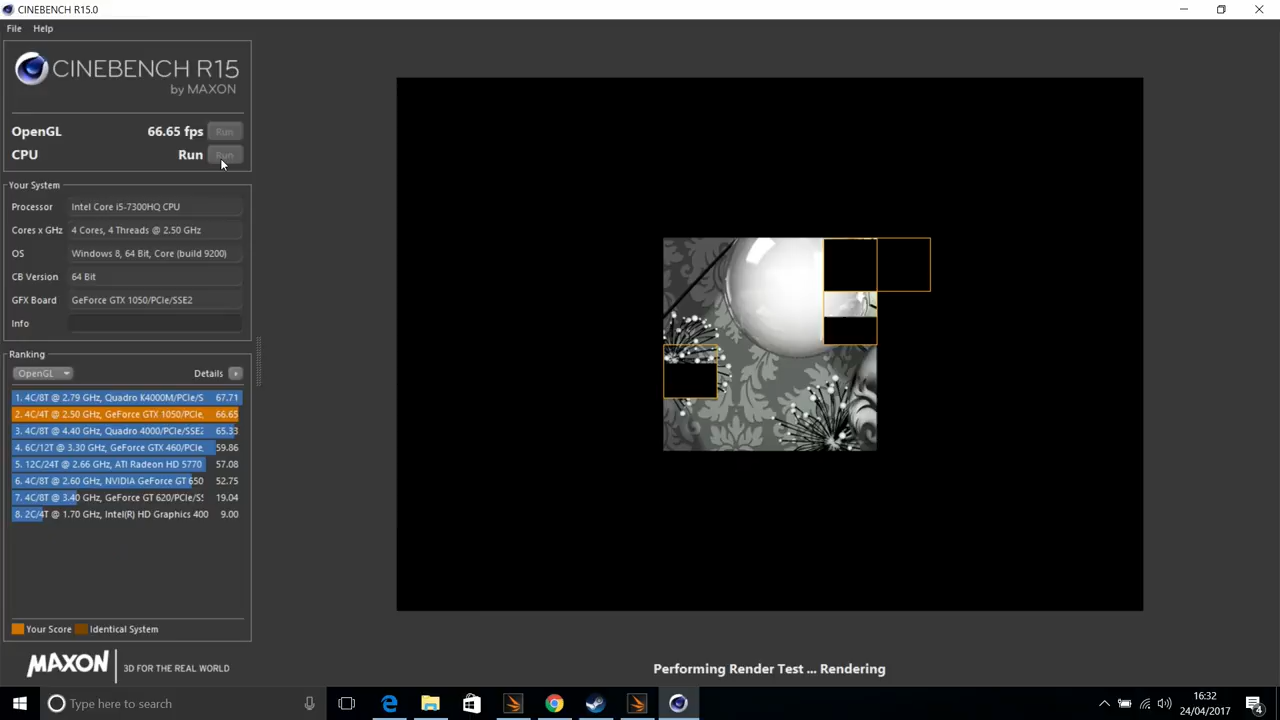 CINEBENCH R15.0
File Help
CINEBENCH R15
by MAXON
OpenGL 66.65 fps Run
CPU Run Run
Your System
Processor Intel Core i5-7300HQ CPU
Cores x GHz 4 Cores, 4 Threads @ 2.50 GHz
OS Windows 8, 64 Bit, Core (build 9200)
CB Version 64 Bit
GFX Board GeForce GTX 1050/PCIe/SSE2
Info
Ranking
OpenGL Details
1. 4C/8T @ 2.79 GHz, Quadro K4000M/PCIe/S 67.71
2. 4C/4T @ 2.50 GHz, GeForce GTX 1050/PCIe, 66.65
3. 4C/8T @ 4.40 GHz, Quadro 4000/PCIe/SSE2 65.33
4. 6C/12T @ 3.30 GHz, GeForce GTX 460/PCIe, 59.86
5. 12C/24T @ 2.66 GHz, ATI Radeon HD 5770 57.08
6. 4C/8T @ 2.60 GHz, NVIDIA GeForce GT 650 52.75
7. 4C/8T @ 3.40 GHz, GeForce GT 620/PCIe/S 19.04
8. 2C/4T @ 1.70 GHz, Intel(R) HD Graphics 400 9.00
Your Score Identical System
MAXON 3D FOR THE REAL WORLD
Performing Render Test ... Rendering
Type here to search
16:32
24/04/2017
4